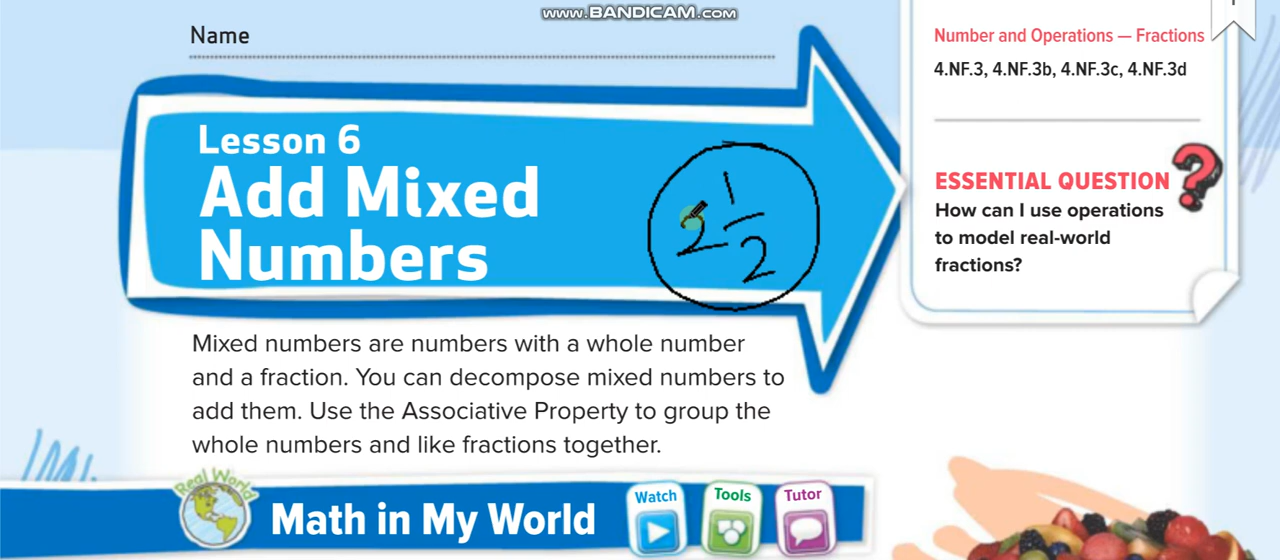 www.BANDICAM.com
Name
Number and Operations — Fractions
4.NF.3, 4.NF.3b, 4.NF.3c, 4.NF.3d
Lesson 6
Add Mixed
Numbers
2 1/2
ESSENTIAL QUESTION
?
How can I use operations
to model real-world
fractions?
Mixed numbers are numbers with a whole number
and a fraction. You can decompose mixed numbers to
add them. Use the Associative Property to group the
whole numbers and like fractions together.
Real World
Math in My World
Watch
Tools
Tutor